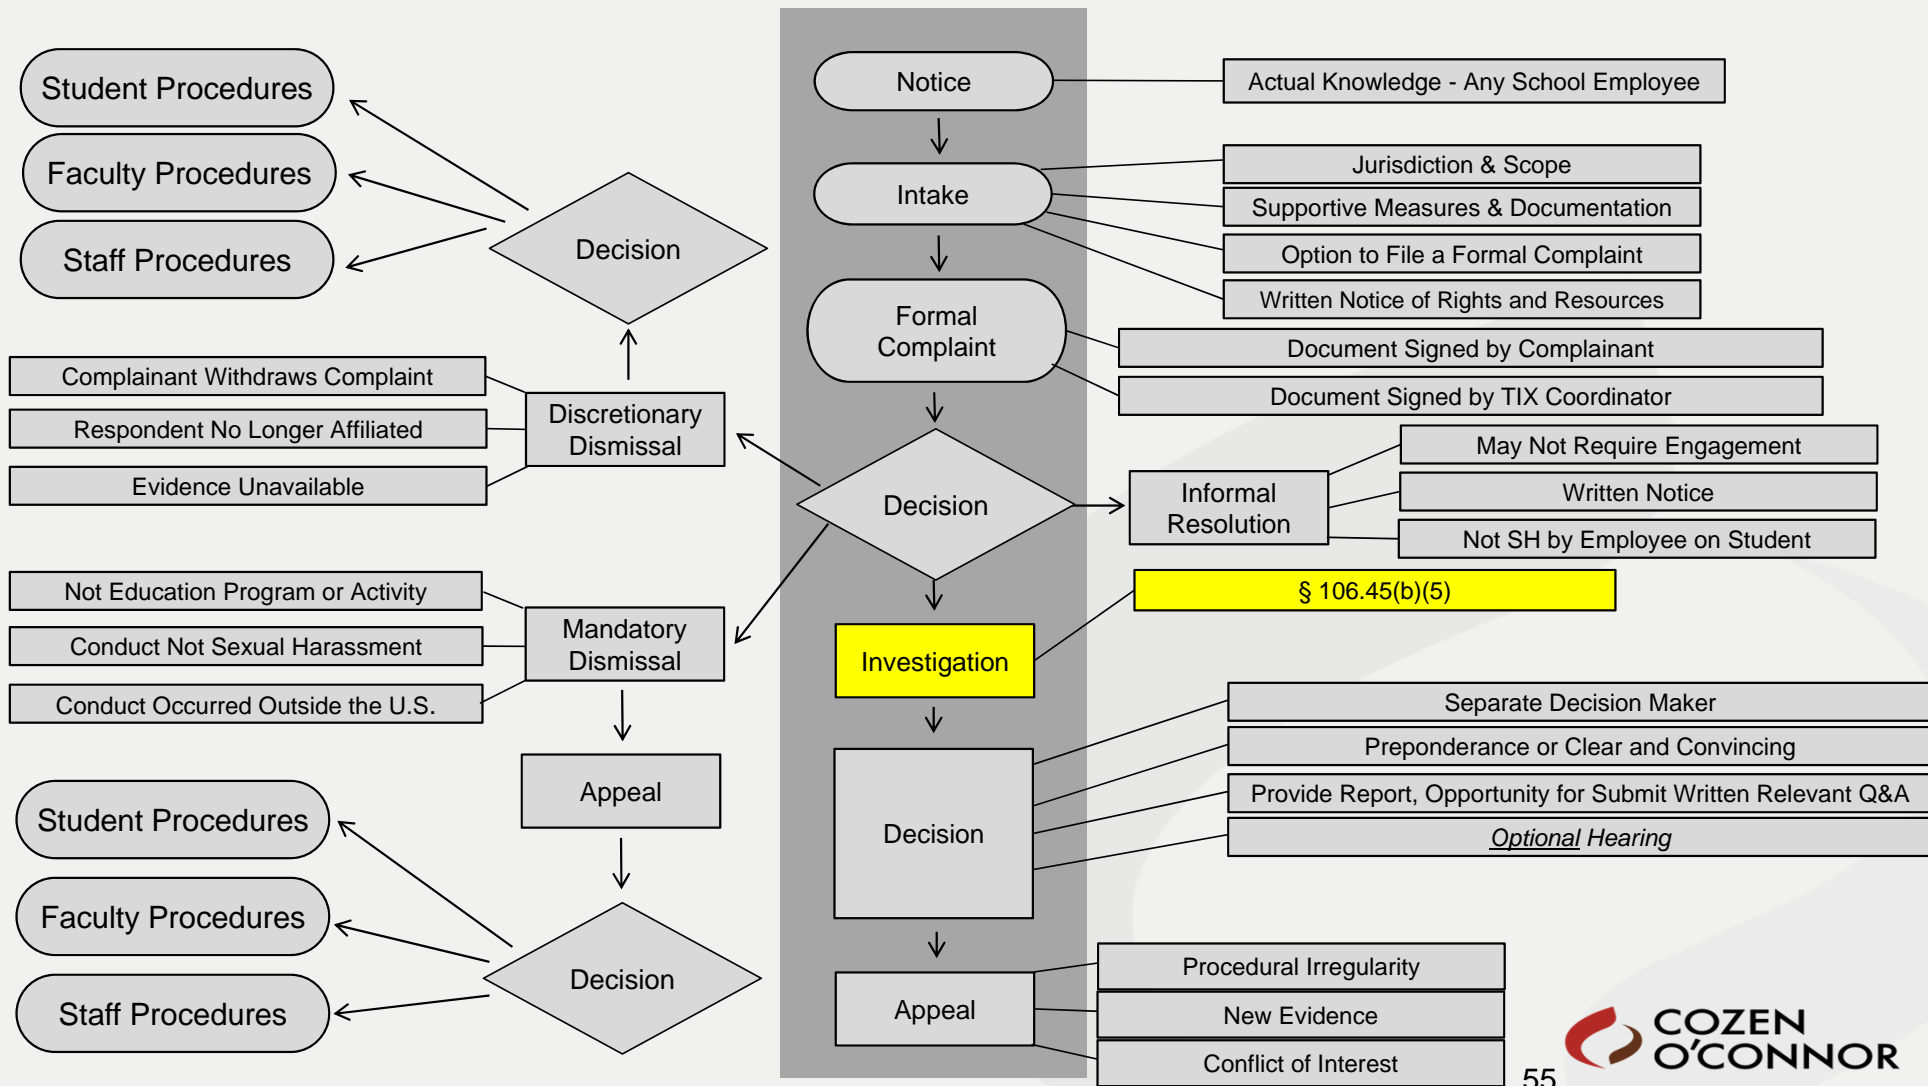 Student Procedures
Faculty Procedures
Staff Procedures
Decision
Complainant Withdraws Complaint
Respondent No Longer Affiliated
Evidence Unavailable
Discretionary
Dismissal
Not Education Program or Activity
Conduct Not Sexual Harassment
Conduct Occurred Outside the U.S.
Mandatory
Dismissal
Appeal
Student Procedures
Faculty Procedures
Staff Procedures
Decision
Notice
Actual Knowledge - Any School Employee
Intake
Jurisdiction & Scope
Supportive Measures & Documentation
Option to File a Formal Complaint
Written Notice of Rights and Resources
Formal
Complaint
Document Signed by Complainant
Document Signed by TIX Coordinator
Decision
Informal
Resolution
May Not Require Engagement
Written Notice
Not SH by Employee on Student
Investigation
§ 106.45(b)(5)
Decision
Separate Decision Maker
Preponderance or Clear and Convincing
Provide Report, Opportunity for Submit Written Relevant Q&A
Optional Hearing
Appeal
Procedural Irregularity
New Evidence
Conflict of Interest
COZEN
O'CONNOR
55